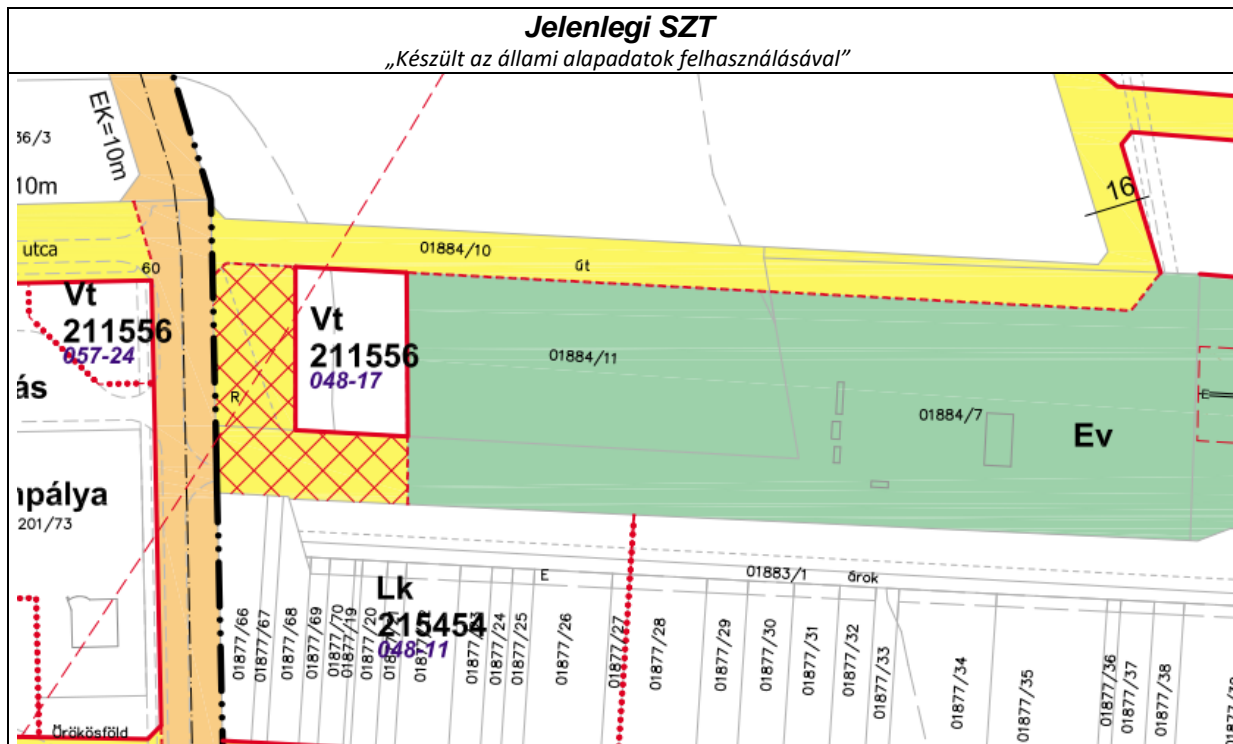 Jelenlegi SZT
„Készült az állami alapadatok felhasználásával”
EK=10m
36/3
10m
16
utca
60
01884/10
út
Vt
211556
057-24
Vt
211556
048-17
01884/11
ás
R
01884/7
Ev
E
npálya
201/73
01883/1
árok
E
Lk
215454
048-11
01877/66
01877/67
01877/68
01877/69
01877/70
01877/19
01877/20
01877/23
01877/24
01877/25
01877/26
01877/27
01877/28
01877/29
01877/30
01877/31
01877/32
01877/33
01877/34
01877/35
01877/36
01877/37
01877/38
Örökösföld